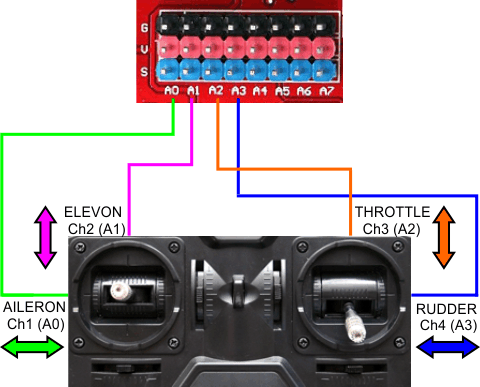 G
V
S
A0 A1 A2 A3 A4 A5 A6 A7
ELEVON
Ch2 (A1)
THROTTLE
Ch3 (A2)
AILERON
Ch1 (A0)
RUDDER
Ch4 (A3)